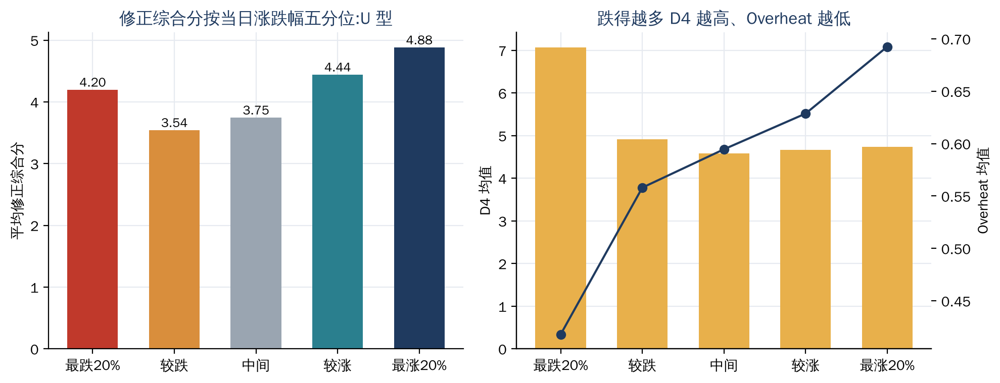 修正综合分按当日涨跌幅五分位:U 型
平均修正综合分
5
4
3
2
1
0
4.20
3.54
3.75
4.44
4.88
最跌20%
较跌
中间
较涨
最涨20%
跌得越多 D4 越高、Overheat 越低
D4 均值
7
6
5
4
3
2
1
0
最跌20%
较跌
中间
较涨
最涨20%
0.70
0.65
0.60
0.55
0.50
0.45
Overheat 均值